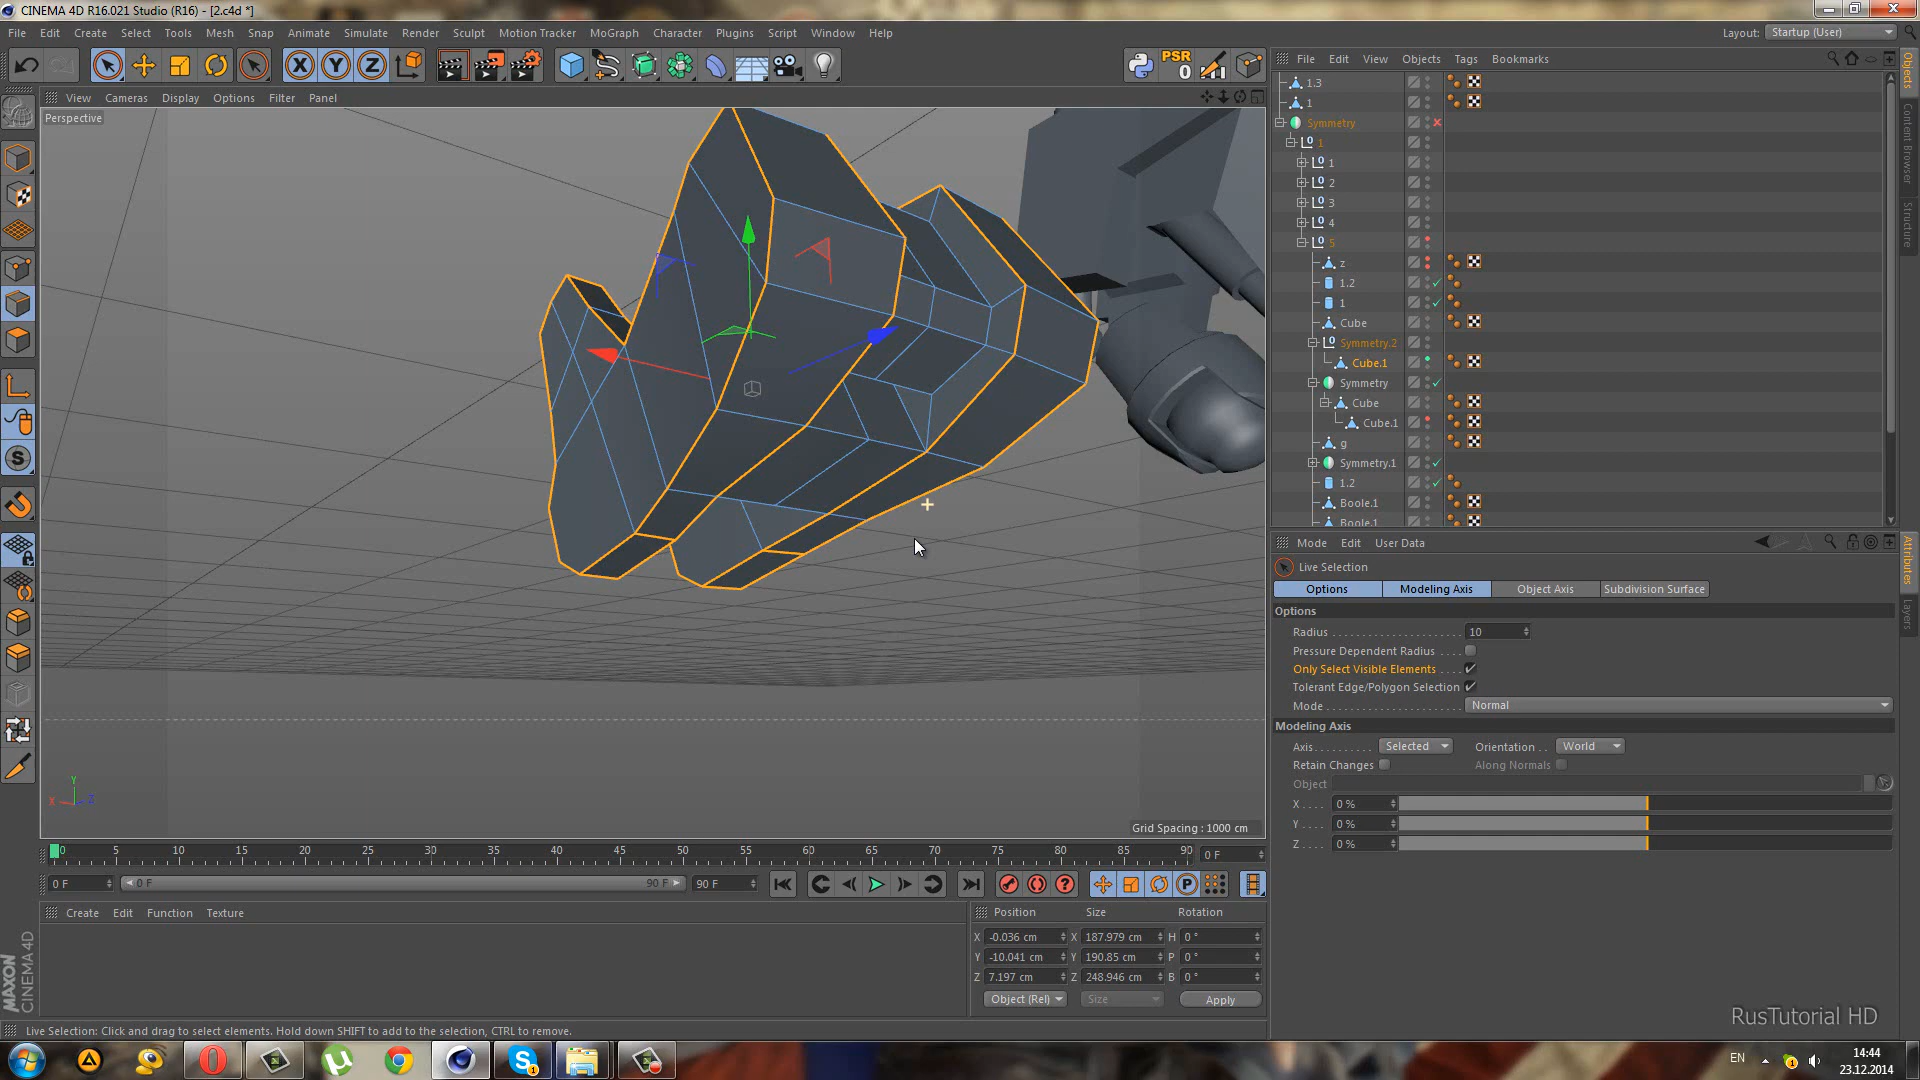 CINEMA 4D R16.021 Studio (R16) - [2.c4d *]
File Edit Create Select Tools Mesh Snap Animate Simulate Render Sculpt Motion Tracker MoGraph Character Plugins Script Window Help
Layout: Startup (User)
PSR
0
File Edit View Objects Tags Bookmarks
View Cameras Display Options Filter Panel
Perspective
1.3
1
Symmetry
1
1
2
3
4
5
z
1.2
1
Cube
Symmetry.2
Cube.1
Symmetry
Cube
Cube.1
g
Symmetry.1
1.2
Boole.1
Boole.1
Objects
Content Browser
Structure
Mode Edit User Data
Live Selection
Options Modeling Axis Object Axis Subdivision Surface
Options
Radius 10
Pressure Dependent Radius
Only Select Visible Elements
Tolerant Edge/Polygon Selection
Mode Normal
Modeling Axis
Axis Selected Orientation World
Retain Changes Along Normals
Object
X 0 %
Y 0 %
Z 0 %
Attributes
Layers
Y
X Z
Grid Spacing : 1000 cm
0 5 10 15 20 25 30 35 40 45 50 55 60 65 70 75 80 85 90 0 F
0 F 0 F 90 F 90 F
Create Edit Function Texture
Position Size Rotation
X -0.036 cm X 187.979 cm H 0 °
Y -10.041 cm Y 190.85 cm P 0 °
Z 7.197 cm Z 248.946 cm B 0 °
Object (Rel) Size Apply
MAXON
CINEMA 4D
Live Selection: Click and drag to select elements. Hold down SHIFT to add to the selection, CTRL to remove.
RusTutorial HD
EN
14:44
23.12.2014